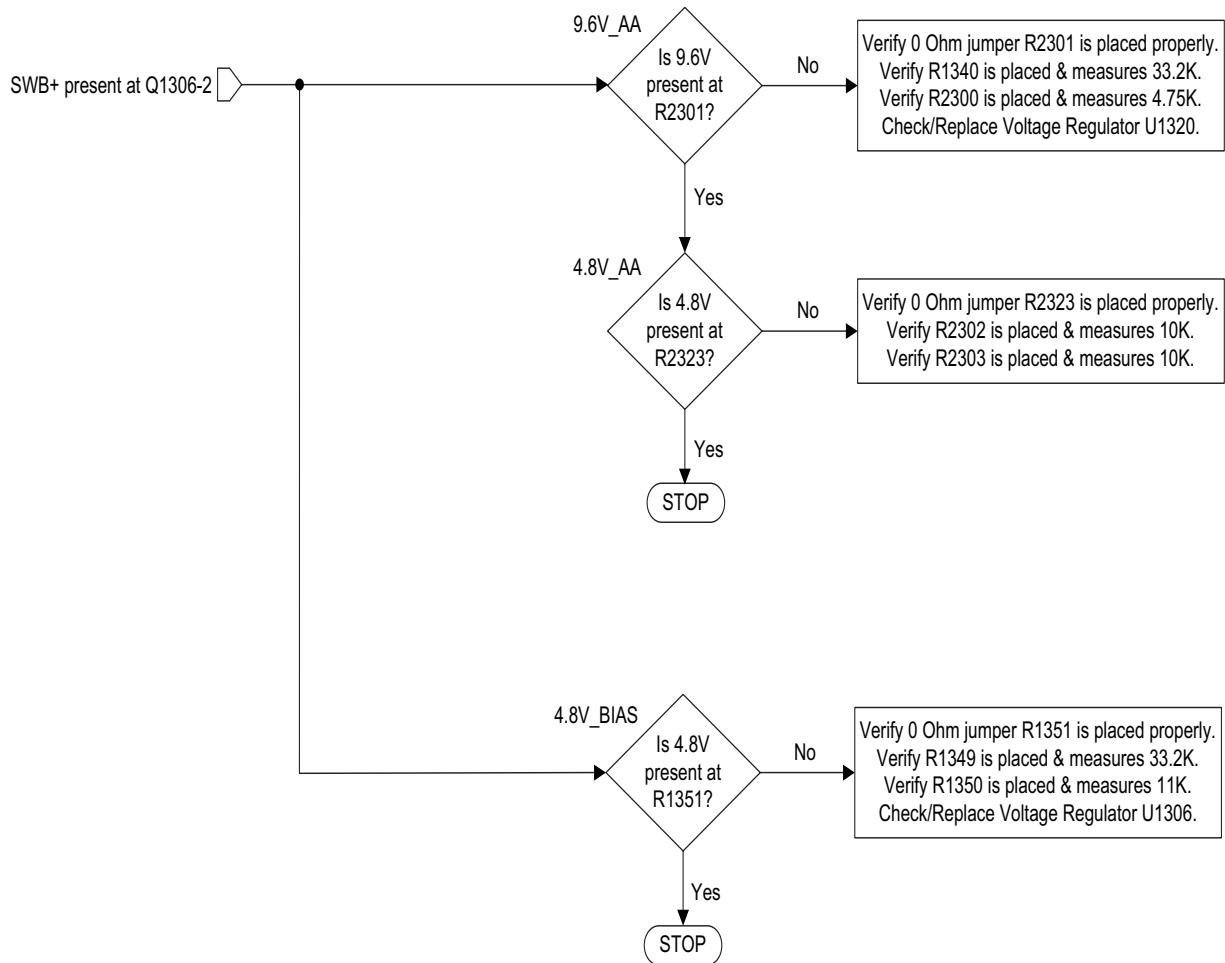 SWB+ present at Q1306-2
9.6V_AA
Is 9.6V
present at
R2301?
No
Verify 0 Ohm jumper R2301 is placed properly.
Verify R1340 is placed & measures 33.2K.
Verify R2300 is placed & measures 4.75K.
Check/Replace Voltage Regulator U1320.
Yes
4.8V_AA
Is 4.8V
present at
R2323?
No
Verify 0 Ohm jumper R2323 is placed properly.
Verify R2302 is placed & measures 10K.
Verify R2303 is placed & measures 10K.
Yes
STOP
4.8V_BIAS
Is 4.8V
present at
R1351?
No
Verify 0 Ohm jumper R1351 is placed properly.
Verify R1349 is placed & measures 33.2K.
Verify R1350 is placed & measures 11K.
Check/Replace Voltage Regulator U1306.
Yes
STOP